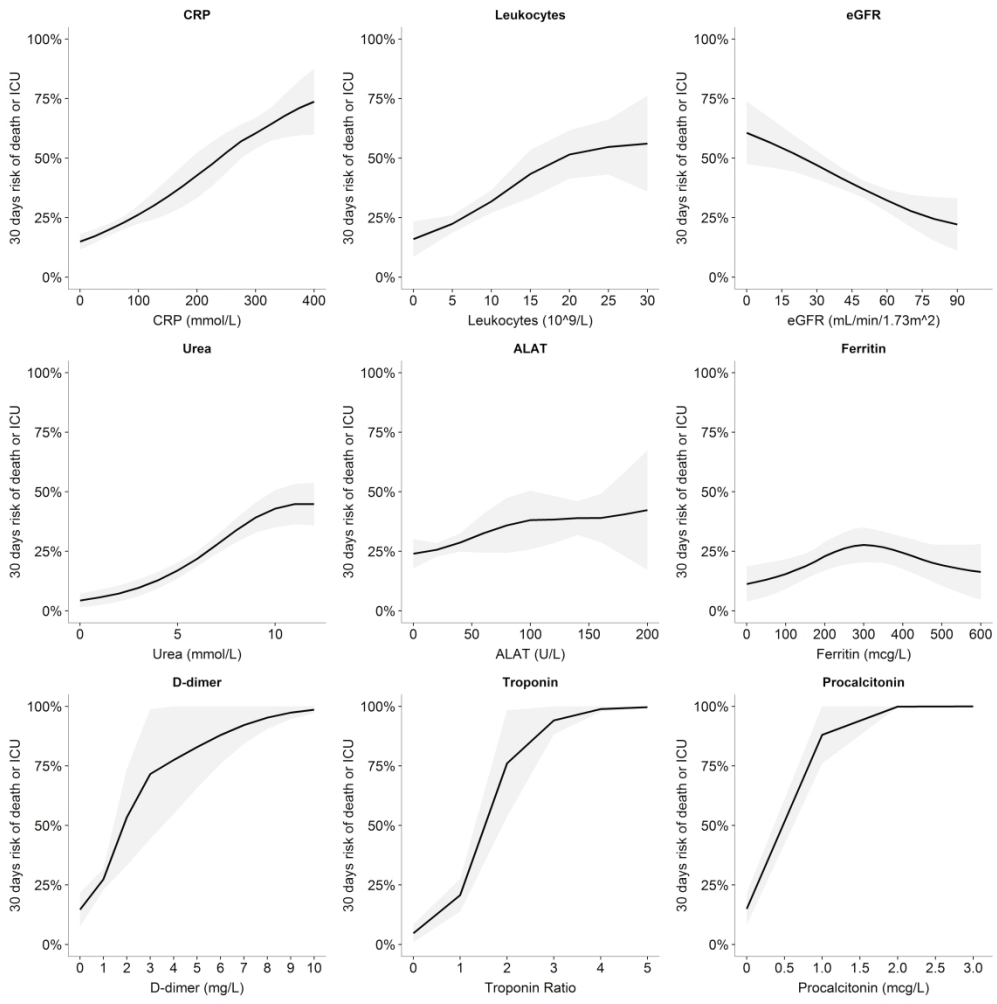 CRP
30 days risk of death or ICU
100%
75%
50%
25%
0%
0 100 200 300 400
CRP (mmol/L)
Leukocytes
30 days risk of death or ICU
100%
75%
50%
25%
0%
0 5 10 15 20 25 30
Leukocytes (10^9/L)
eGFR
30 days risk of death or ICU
100%
75%
50%
25%
0%
0 15 30 45 60 75 90
eGFR (mL/min/1.73m^2)
Urea
30 days risk of death or ICU
100%
75%
50%
25%
0%
0 5 10
Urea (mmol/L)
ALAT
30 days risk of death or ICU
100%
75%
50%
25%
0%
0 50 100 150 200
ALAT (U/L)
Ferritin
30 days risk of death or ICU
100%
75%
50%
25%
0%
0 100 200 300 400 500 600
Ferritin (mcg/L)
D-dimer
30 days risk of death or ICU
100%
75%
50%
25%
0%
0 1 2 3 4 5 6 7 8 9 10
D-dimer (mg/L)
Troponin
30 days risk of death or ICU
100%
75%
50%
25%
0%
0 1 2 3 4 5
Troponin Ratio
Procalcitonin
30 days risk of death or ICU
100%
75%
50%
25%
0%
0 0.5 1.0 1.5 2.0 2.5 3.0
Procalcitonin (mcg/L)